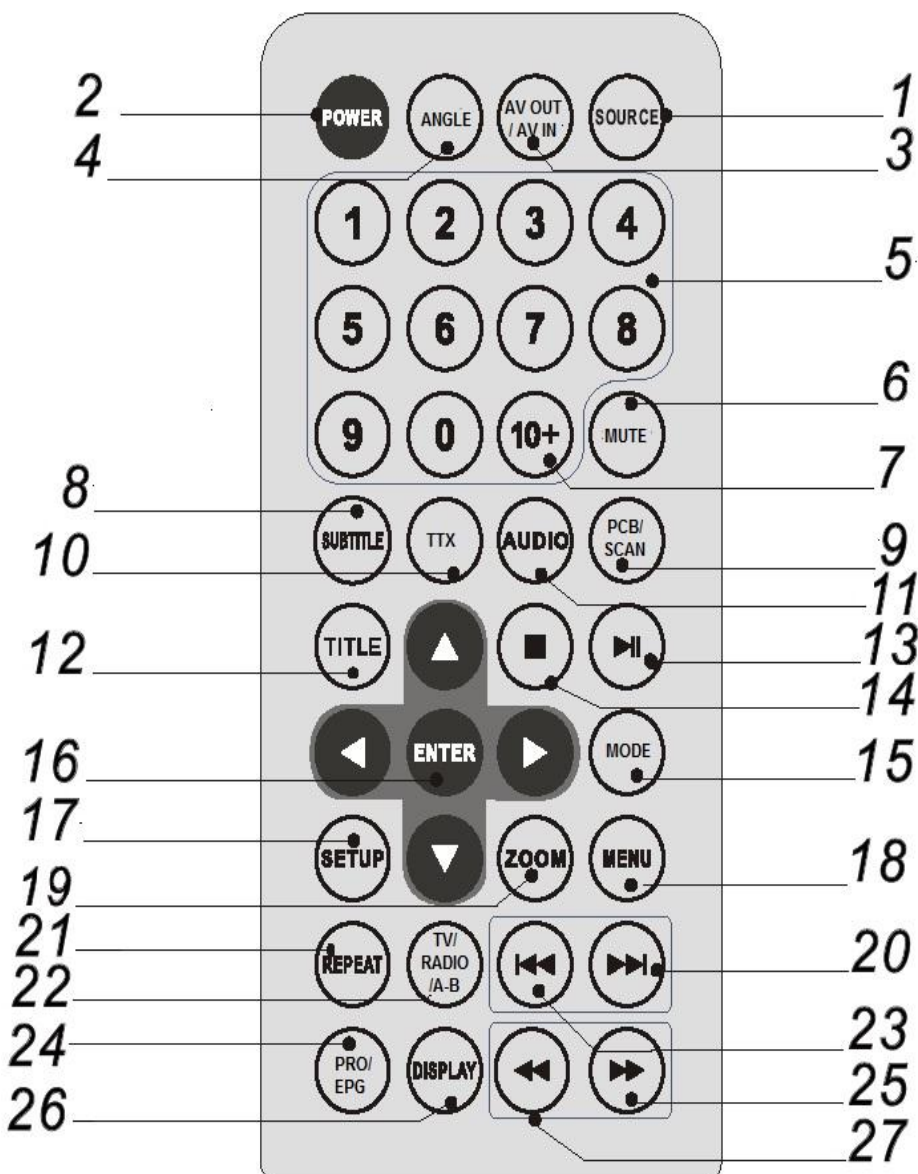 2 POWER ANGLE AV OUT / AV IN SOURCE 1
4 3
1 2 3 4
5
5 6 7 8
6
9 0 10+ MUTE
7
8
SUBTITLE TTX AUDIO PCB/ SCAN
10 9
11
12 TITLE 13
14
16 ENTER MODE 15
17
SETUP ZOOM MENU 18
19
21 REPEAT TV/ RADIO /A-B 20
22 23
24 PRO/ EPG DISPLAY 25
26 27